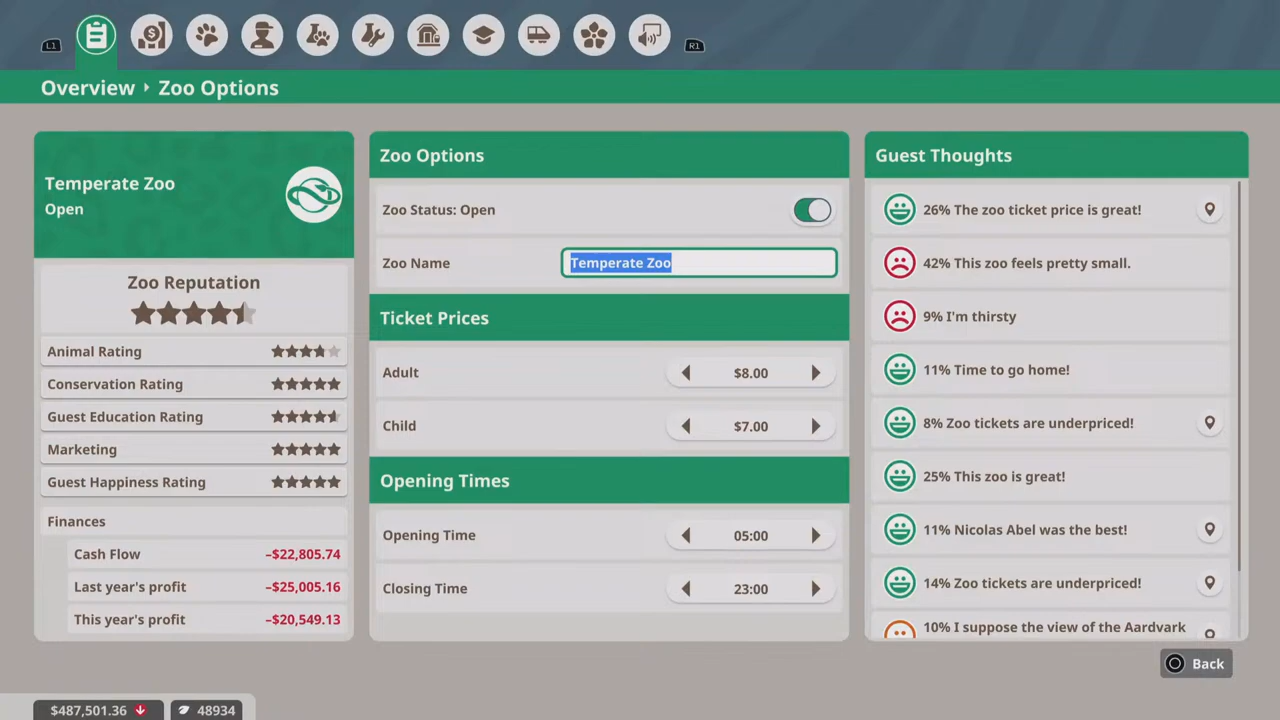 L1
R1
Overview ‣ Zoo Options
Temperate Zoo
Open
Zoo Reputation
Animal Rating
Conservation Rating
Guest Education Rating
Marketing
Guest Happiness Rating
Finances
Cash Flow –$22,805.74
Last year's profit –$25,005.16
This year's profit –$20,549.13
Zoo Options
Zoo Status: Open
Zoo Name Temperate Zoo
Ticket Prices
Adult $8.00
Child $7.00
Opening Times
Opening Time 05:00
Closing Time 23:00
Guest Thoughts
26% The zoo ticket price is great!
42% This zoo feels pretty small.
9% I'm thirsty
11% Time to go home!
8% Zoo tickets are underpriced!
25% This zoo is great!
11% Nicolas Abel was the best!
14% Zoo tickets are underpriced!
10% I suppose the view of the Aardvark
Back
$487,501.36
48934